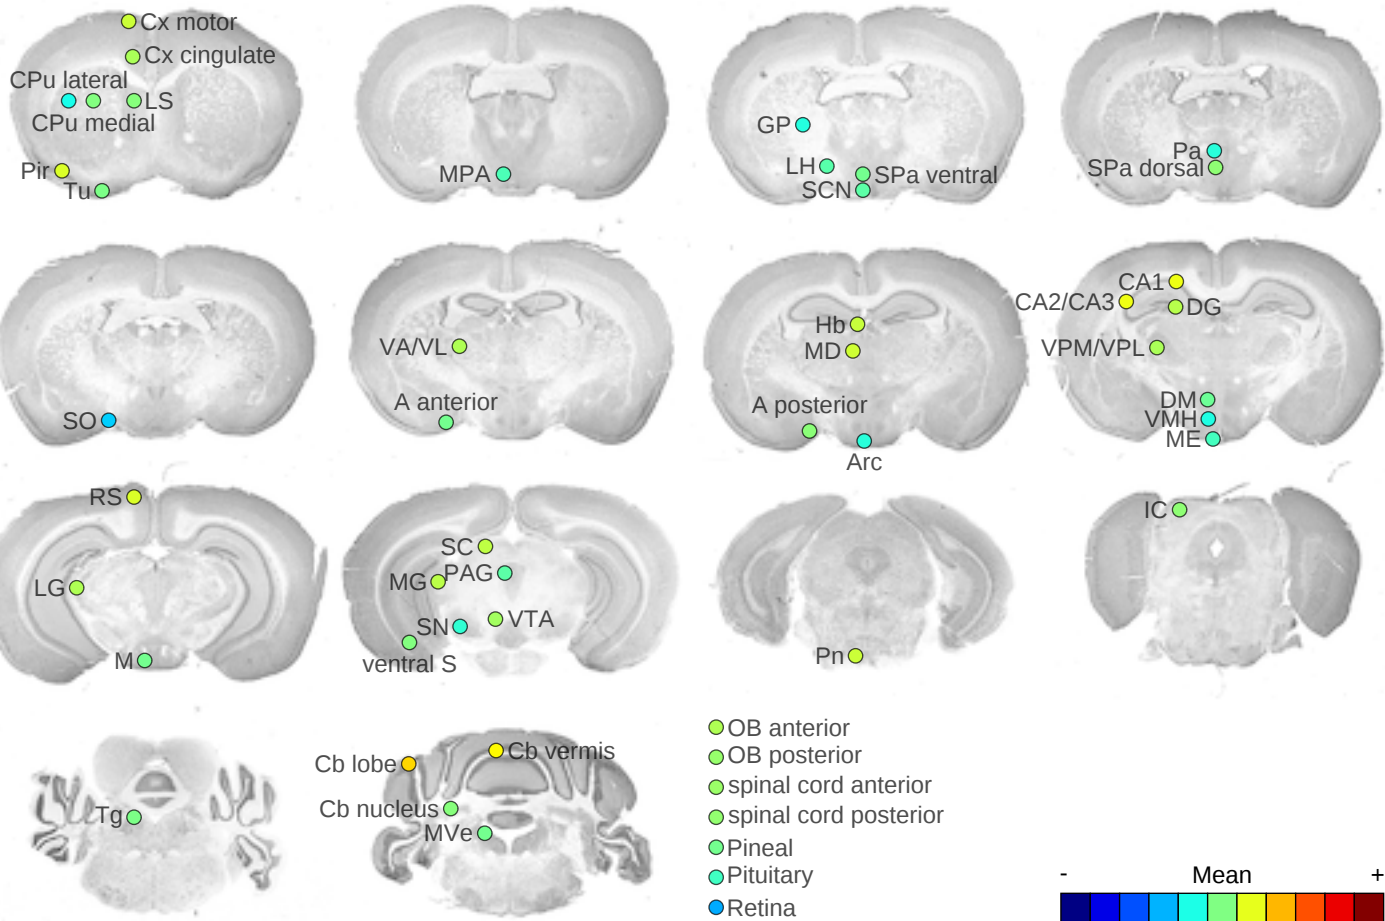 Cx motor
Cx cingulate
CPu lateral
LS
CPu medial
Pir
Tu
MPA
GP
LH
SPa ventral
SCN
Pa
SPa dorsal
SO
VA/VL
A anterior
Hb
MD
A posterior
Arc
CA1
CA2/CA3
DG
VPM/VPL
DM
VMH
ME
RS
LG
M
SC
MG
PAG
SN
VTA
ventral S
Pn
IC
Tg
Cb lobe
Cb vermis
Cb nucleus
MVe
OB anterior
OB posterior
spinal cord anterior
spinal cord posterior
Pineal
Pituitary
Retina
- Mean +